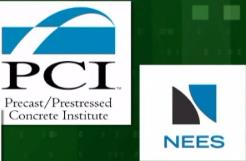 PCI
Precast/Prestressed
Concrete Institute
NEES